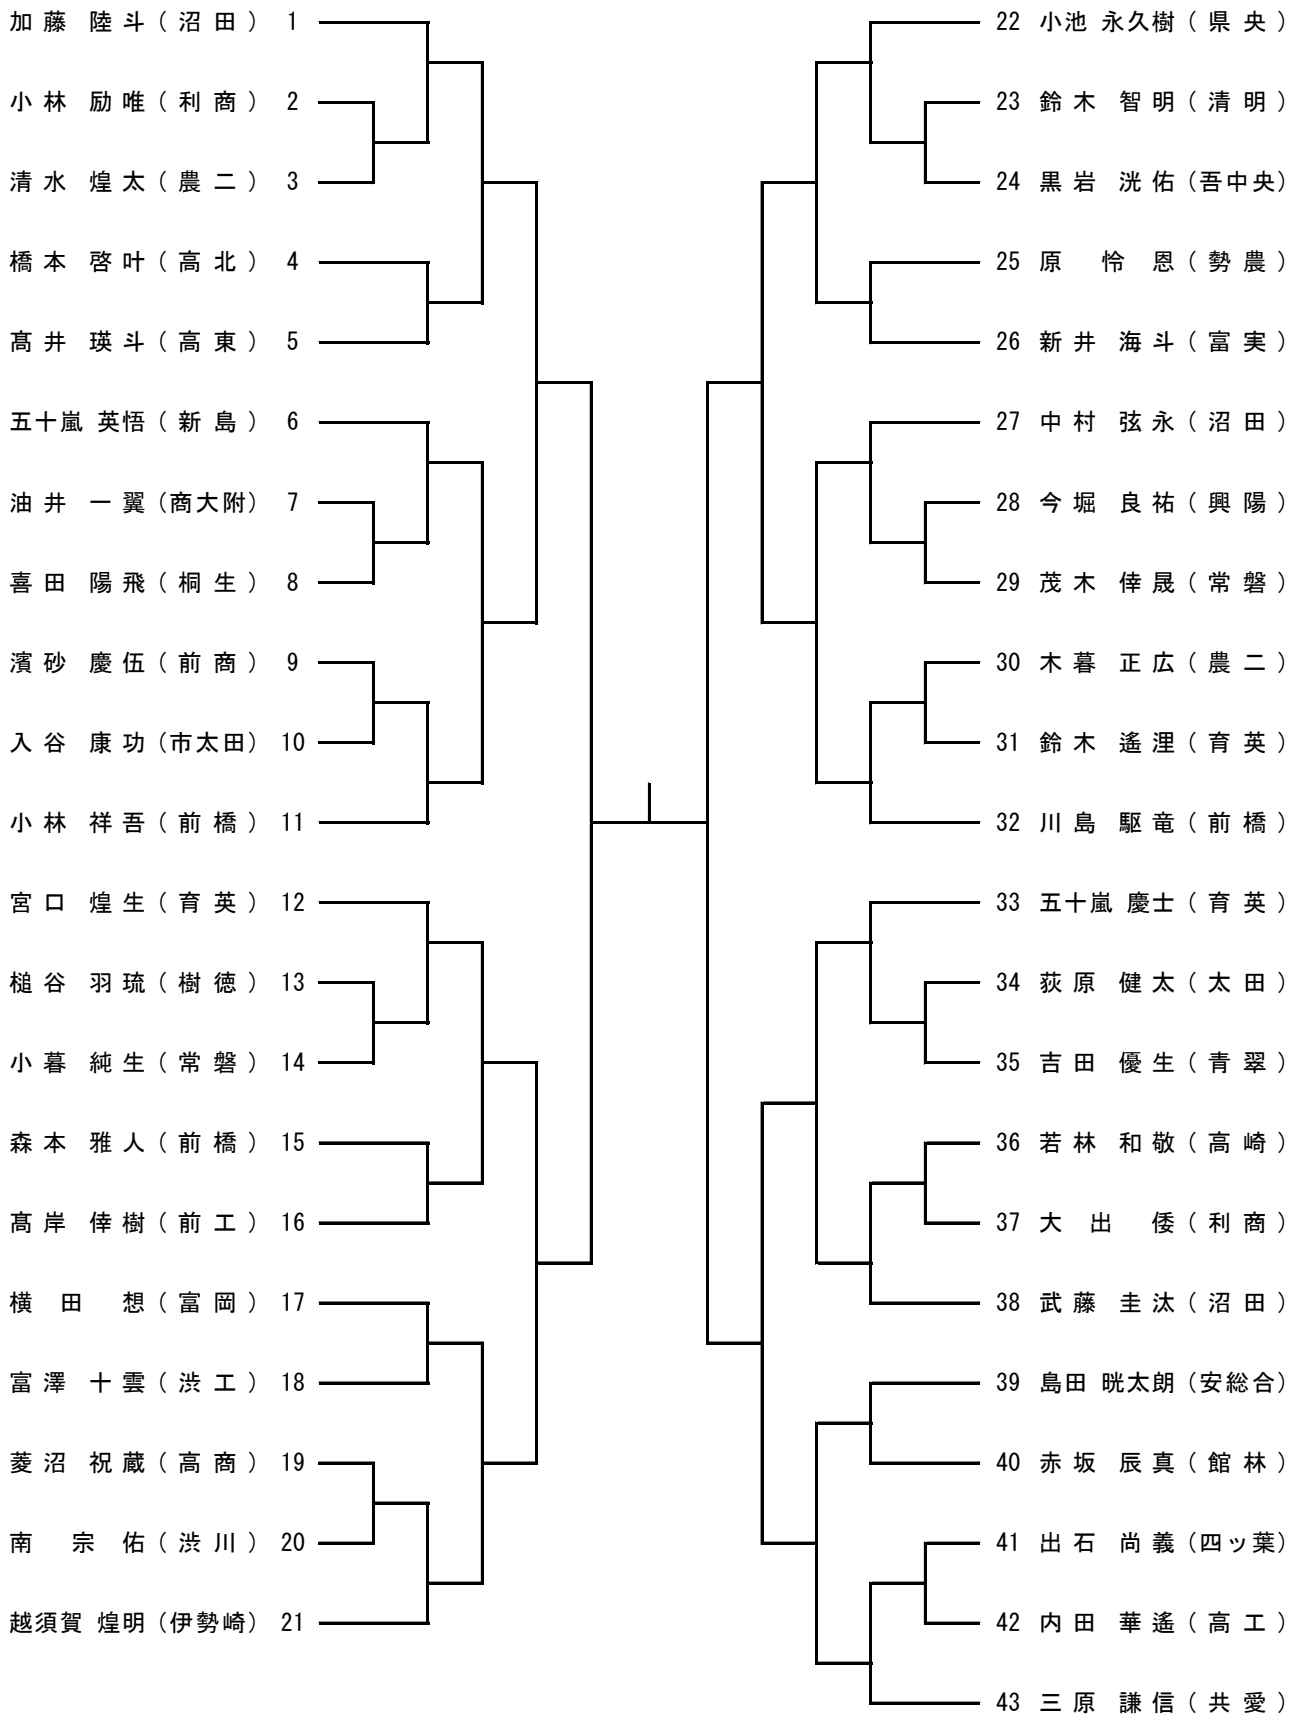 加藤 陸斗 (沼田) 1
小林 励唯 (利商) 2
清水 煌太 (農二) 3
橋本 啓叶 (高北) 4
髙井 瑛斗 (高東) 5
五十嵐 英悟 (新島) 6
油井 一翼 (商大附) 7
喜田 陽飛 (桐生) 8
濱砂 慶伍 (前商) 9
入谷 康功 (市太田) 10
小林 祥吾 (前橋) 11
宮口 煌生 (育英) 12
槌谷 羽琉 (樹徳) 13
小暮 純生 (常磐) 14
森本 雅人 (前橋) 15
髙岸 倖樹 (前工) 16
横田 想 (富岡) 17
富澤 十雲 (渋工) 18
菱沼 祝蔵 (高商) 19
南 宗佑 (渋川) 20
越須賀 煌明 (伊勢崎) 21
22 小池 永久樹 (県央)
23 鈴木 智明 (清明)
24 黒岩 洸佑 (吾中央)
25 原 怜恩 (勢農)
26 新井 海斗 (富実)
27 中村 弦永 (沼田)
28 今堀 良祐 (興陽)
29 茂木 倖晟 (常磐)
30 木暮 正広 (農二)
31 鈴木 遙浬 (育英)
32 川島 駆竜 (前橋)
33 五十嵐 慶士 (育英)
34 荻原 健太 (太田)
35 吉田 優生 (青翠)
36 若林 和敬 (高崎)
37 大出 倭 (利商)
38 武藤 圭汰 (沼田)
39 島田 晄太朗 (安総合)
40 赤坂 辰真 (館林)
41 出石 尚義 (四ッ葉)
42 内田 華遙 (高工)
43 三原 謙信 (共愛)